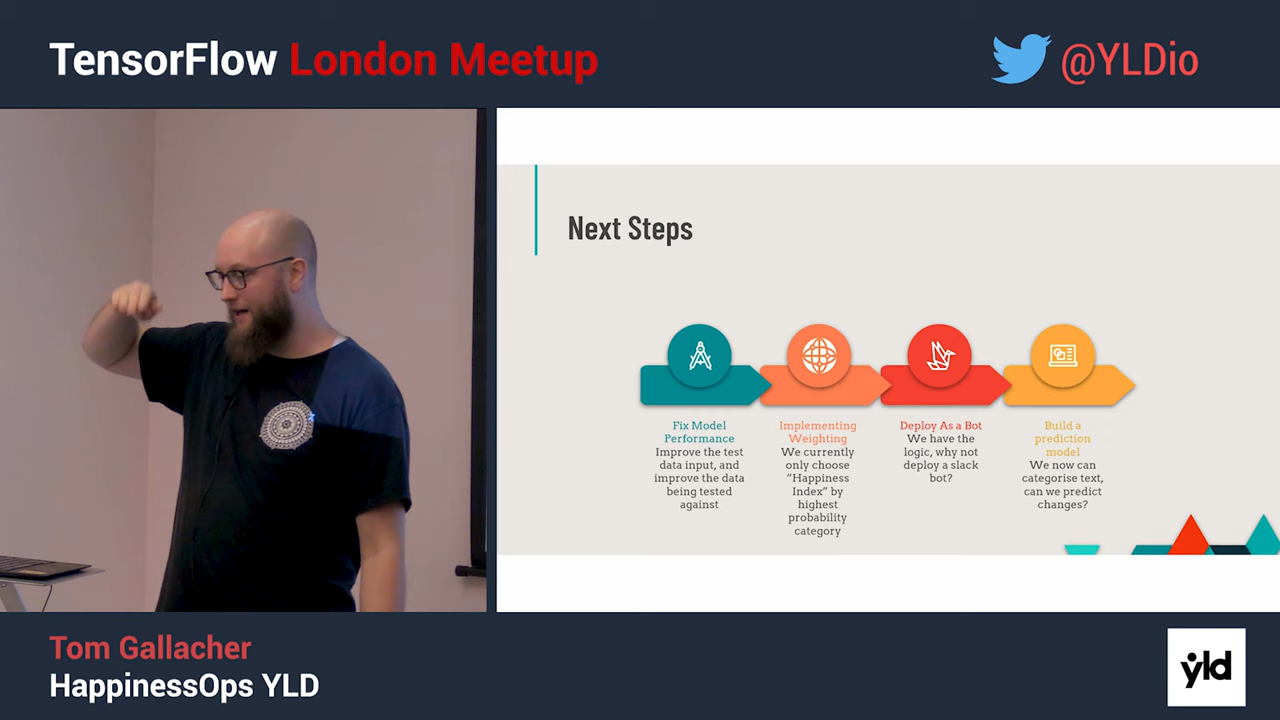 TensorFlow London Meetup
@YLDio
Next Steps
Fix Model
Performance
Improve the test
data input, and
improve the data
being tested
against
Implementing
Weighting
We currently
only choose
“Happiness
Index” by
highest
probability
category
Deploy As a Bot
We have the
logic, why not
deploy a slack
bot?
Build a
prediction
model
We now can
categorise text,
can we predict
changes?
Tom Gallacher
HappinessOps YLD
yld